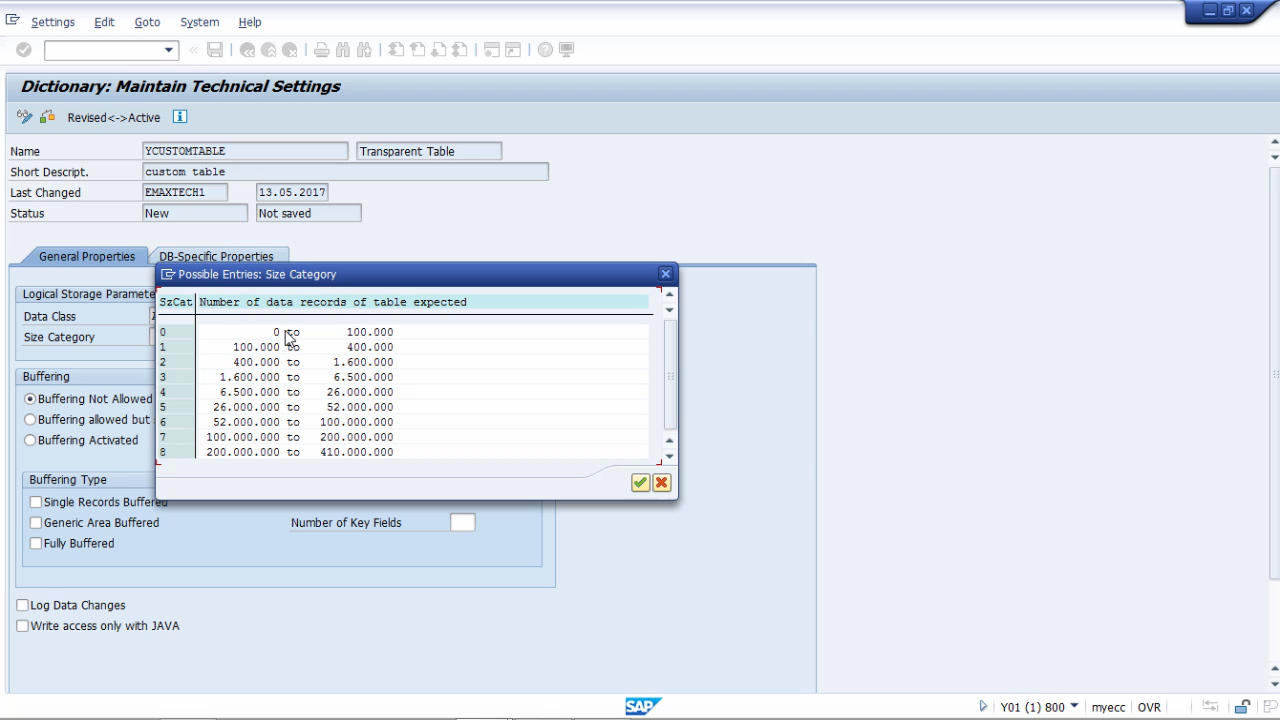 Settings Edit Goto System Help
Dictionary: Maintain Technical Settings
Revised<->Active
Name YCUSTOMTABLE Transparent Table
Short Descript. custom table
Last Changed EMAXTECH1 13.05.2017
Status New Not saved
General Properties DB-Specific Properties
Possible Entries: Size Category
Logical Storage Paramete
SzCat Number of data records of table expected
Data Class
Size Category
0 0 to 100.000
1 100.000 to 400.000
2 400.000 to 1.600.000
3 1.600.000 to 6.500.000
4 6.500.000 to 26.000.000
5 26.000.000 to 52.000.000
6 52.000.000 to 100.000.000
7 100.000.000 to 200.000.000
8 200.000.000 to 410.000.000
Buffering
Buffering Not Allowed
Buffering allowed but
Buffering Activated
Buffering Type
Single Records Buffered
Generic Area Buffered Number of Key Fields
Fully Buffered
Log Data Changes
Write access only with JAVA
SAP Y01 (1) 800 myecc OVR